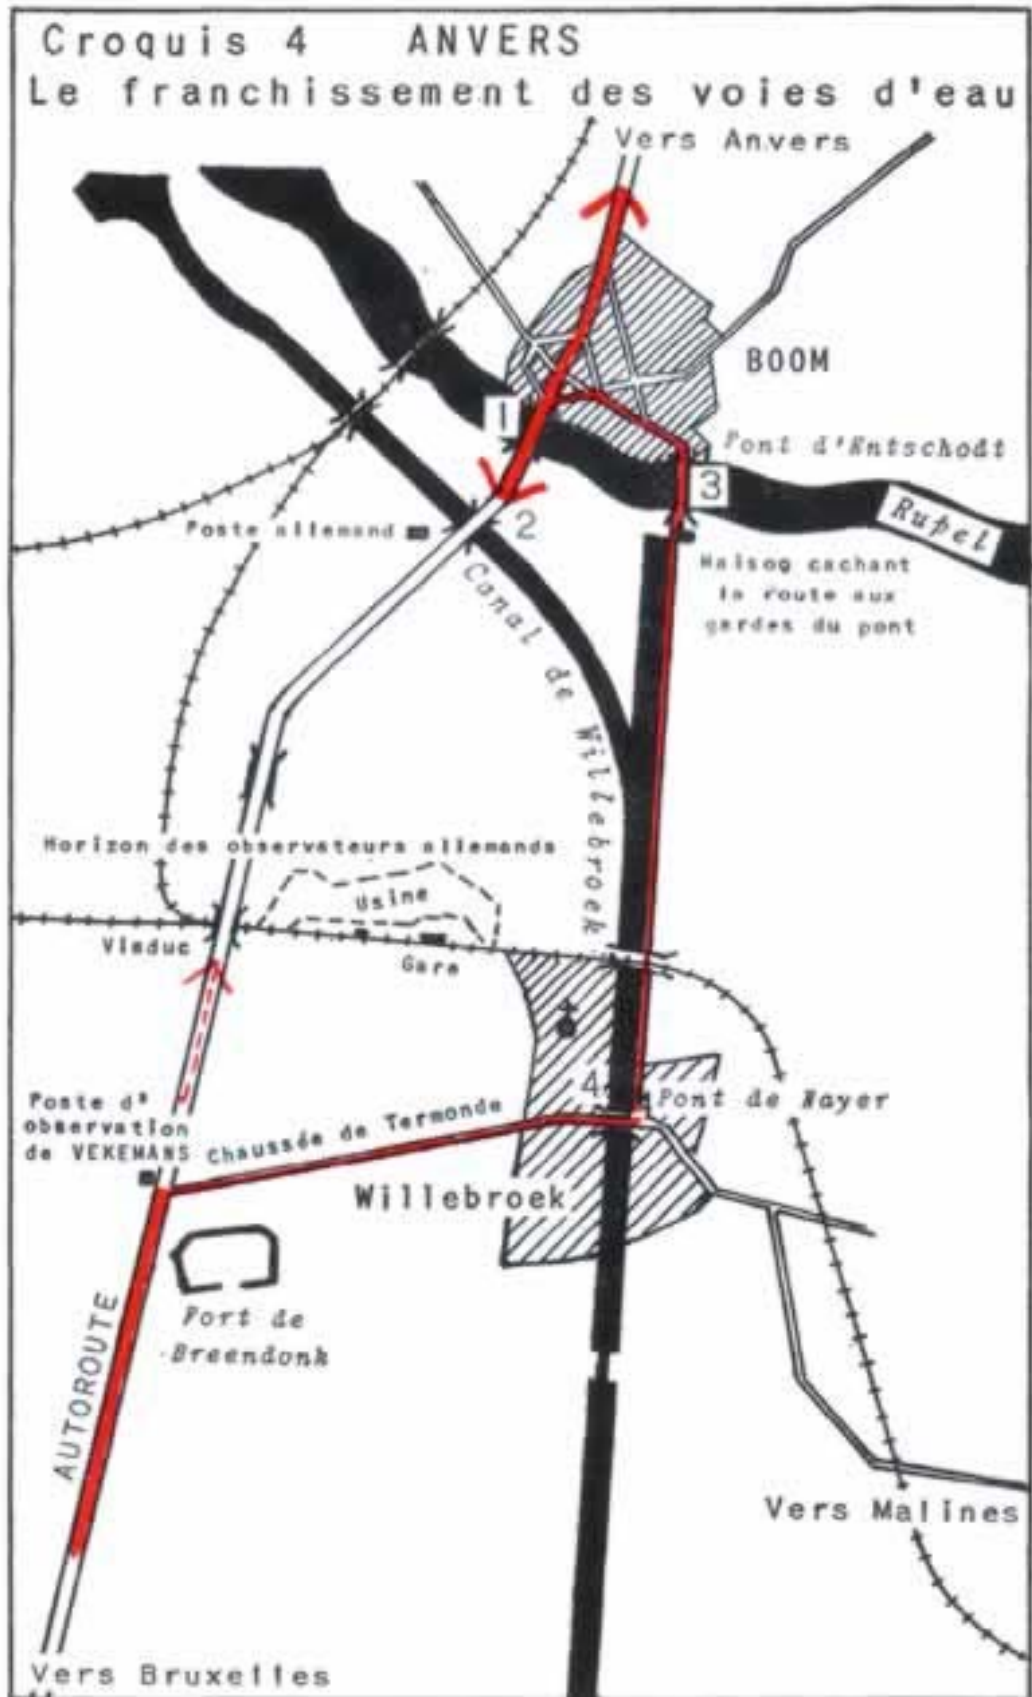 Croquis 4 ANVERS
Le franchissement des voies d'eau
Vers Anvers
BOOM
1
Pont d'Entschodt
3
Rupel
2
Poste allemand
Maison cachant
la route aux
gardes du pont
Canal de Willebroek
Horizon des observateurs allemands
Usine
Viaduc
Gare
4
Pont de Nayer
Poste d'
observation
de VEKEMANS
Chaussée de Termonde
Willebroek
Fort de
Breendonk
AUTOROUTE
Vers Malines
Vers Bruxelles